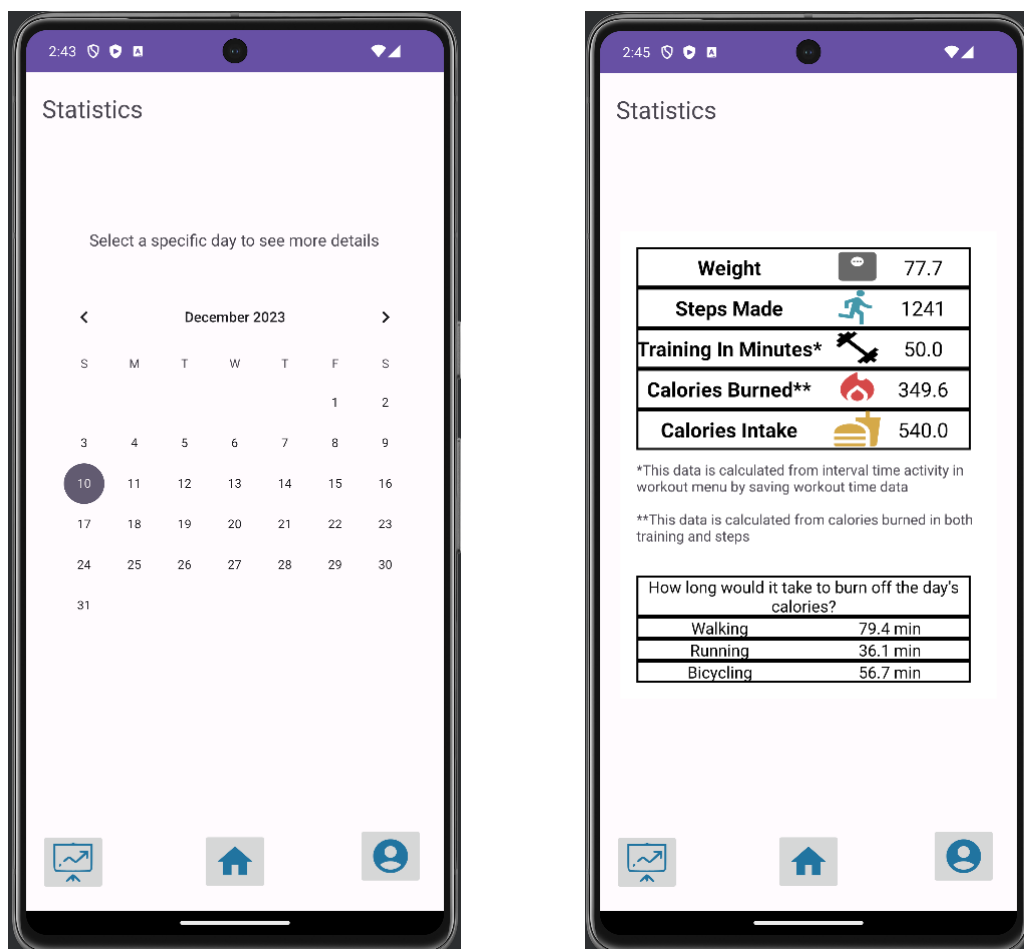 2:43
Statistics
Select a specific day to see more details
December 2023
S M T W T F S
1 2
3 4 5 6 7 8 9
10 11 12 13 14 15 16
17 18 19 20 21 22 23
24 25 26 27 28 29 30
31
2:45
Statistics
Weight 77.7
Steps Made 1241
Training In Minutes* 50.0
Calories Burned** 349.6
Calories Intake 540.0
*This data is calculated from interval time activity in
workout menu by saving workout time data
**This data is calculated from calories burned in both
training and steps
How long would it take to burn off the day's
calories?
Walking 79.4 min
Running 36.1 min
Bicycling 56.7 min